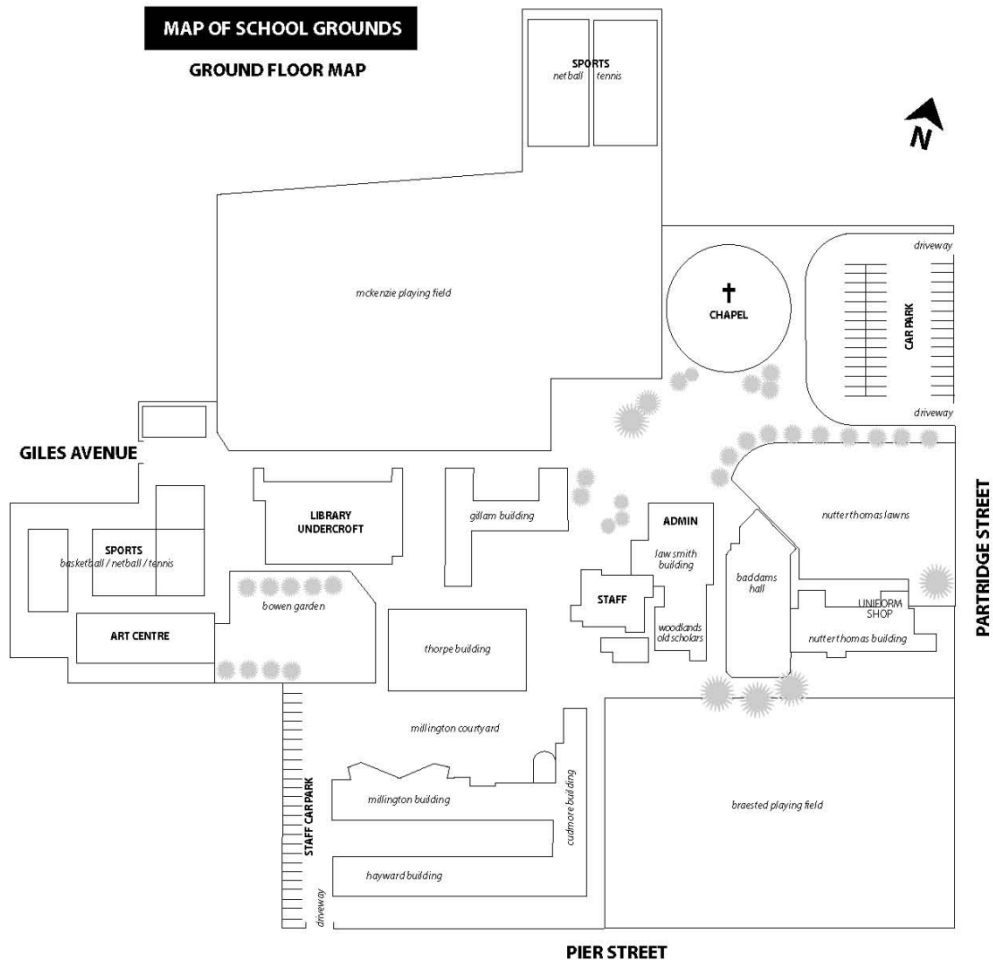 MAP OF SCHOOL GROUNDS
GROUND FLOOR MAP
SPORTS
netball tennis
N
driveway
mckenzie playing field
CHAPEL
CAR PARK
driveway
GILES AVENUE
LIBRARY
UNDERCROFT
gillam building
nutter thomas lawns
ADMIN
law smith
building
SPORTS
basketball / netball / tennis
baddams
hall
PARTRIDGE STREET
bowen garden
STAFF
UNIFORM
SHOP
ART CENTRE
thorpe building
woodlands
old scholars
nutter thomas building
millington courtyard
STAFF CAR PARK
millington building
cudmore building
braested playing field
hayward building
driveway
PIER STREET